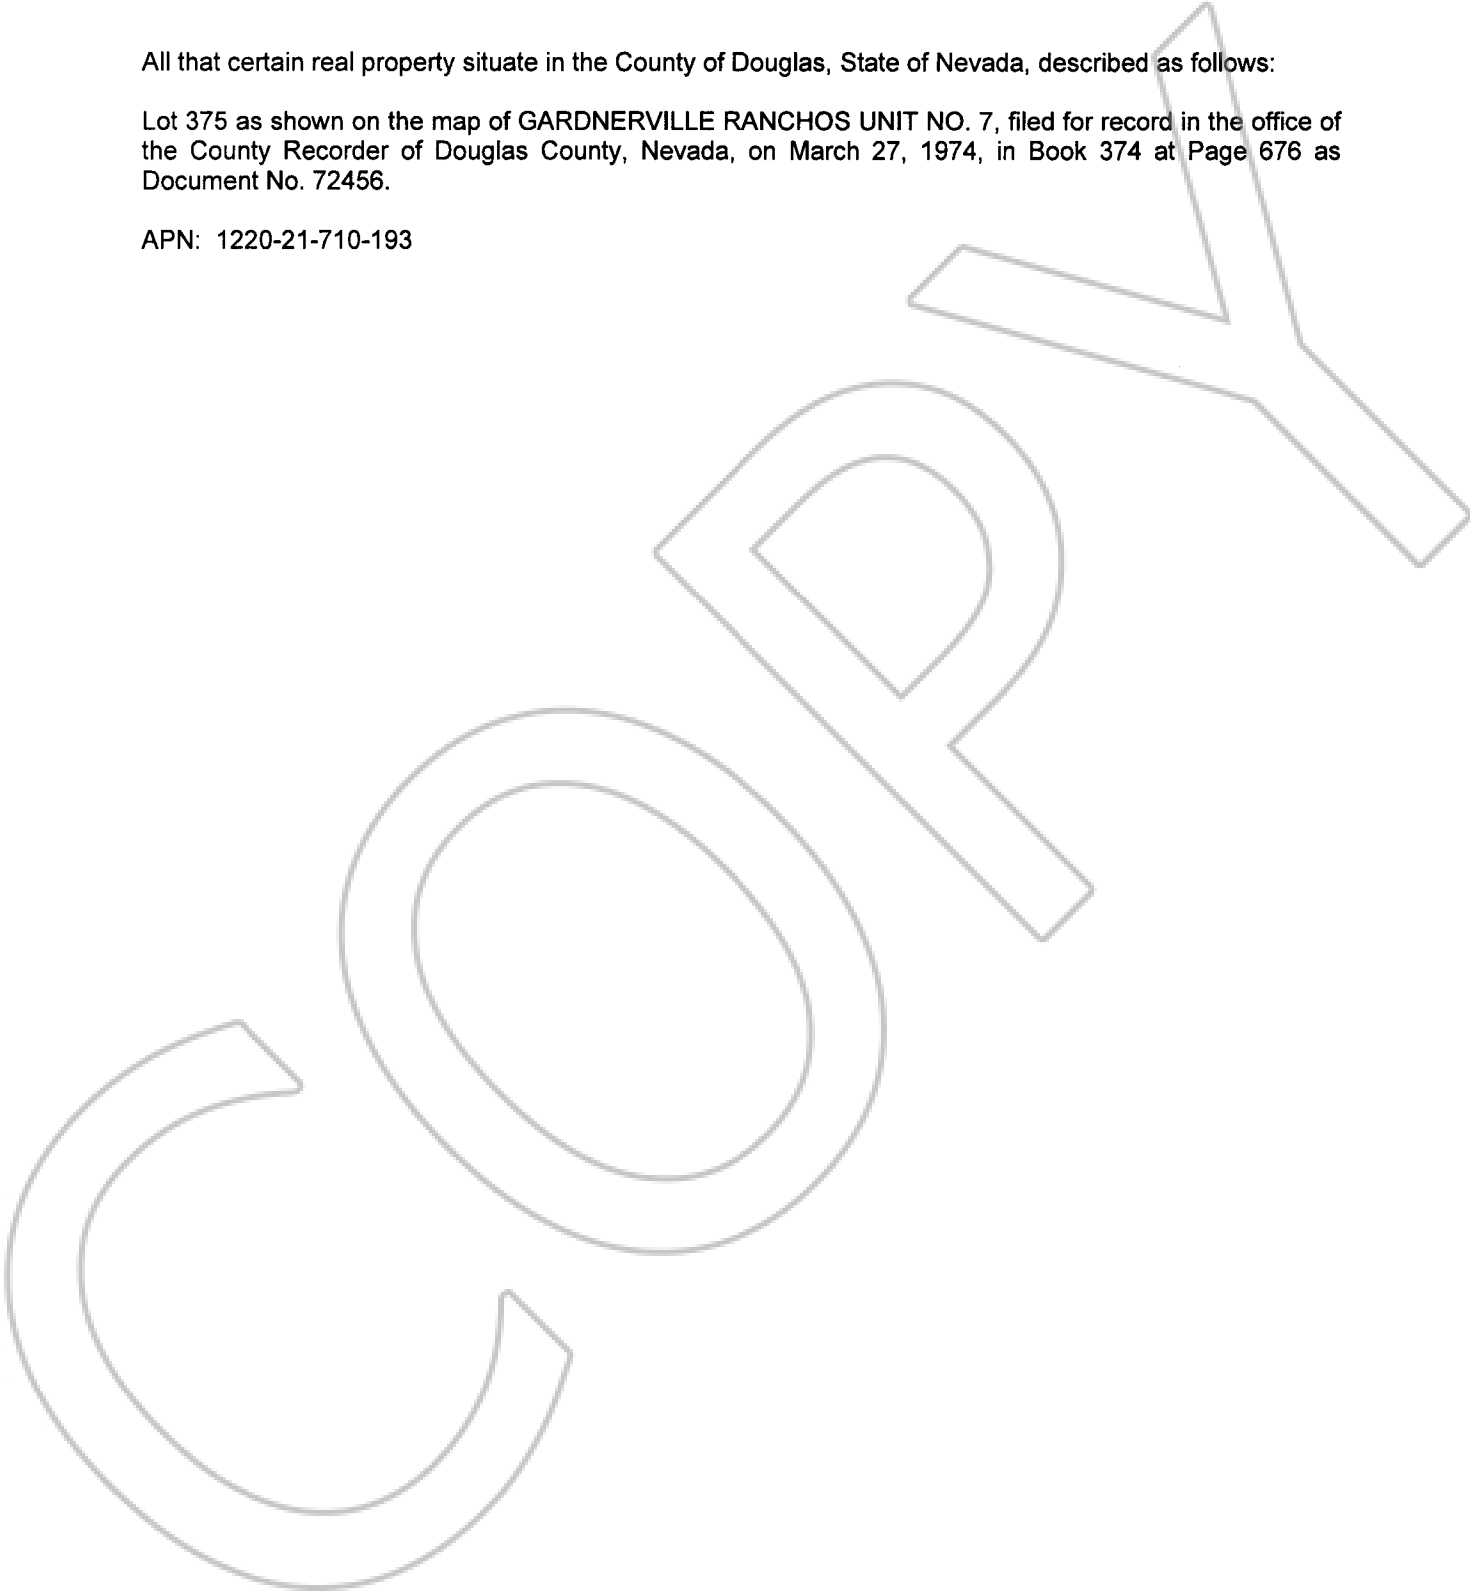 All that certain real property situate in the County of Douglas, State of Nevada, described as follows:
Lot 375 as shown on the map of GARDNERVILLE RANCHOS UNIT NO. 7, filed for record in the office of
the County Recorder of Douglas County, Nevada, on March 27, 1974, in Book 374 at Page 676 as
Document No. 72456.
APN: 1220-21-710-193
COPY